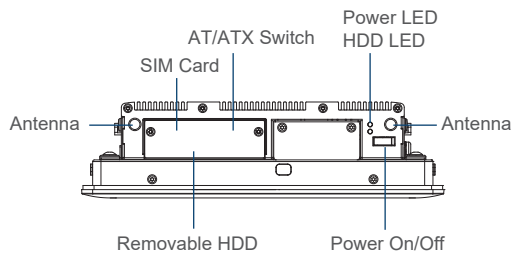 Power LED
HDD LED
AT/ATX Switch
SIM Card
Antenna
Antenna
Removable HDD
Power On/Off